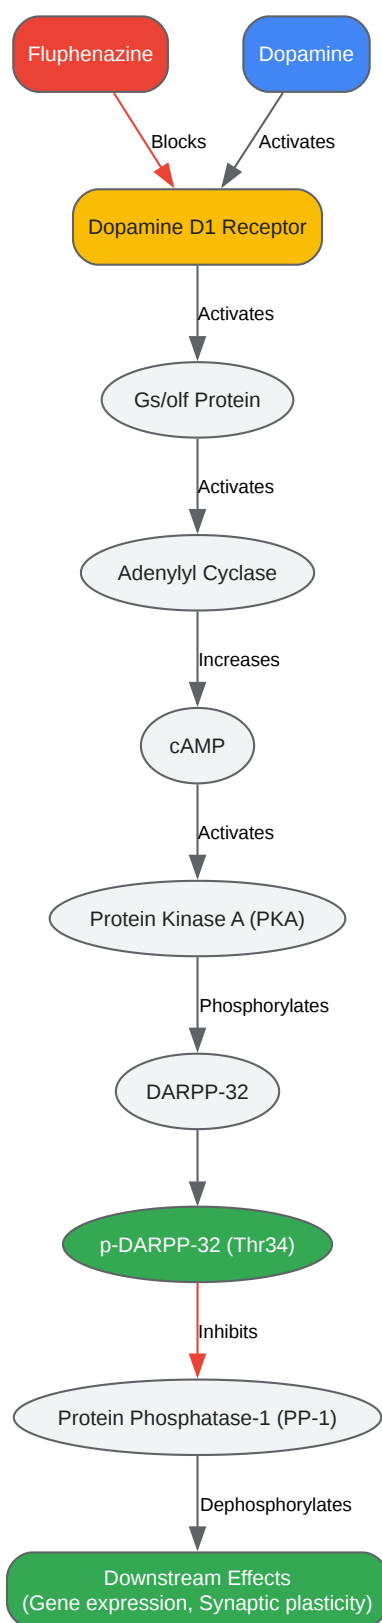 Fluphenazine
Dopamine
Blocks
Activates
Dopamine D1 Receptor
Activates
Gs/olf Protein
Activates
Adenylyl Cyclase
Increases
cAMP
Activates
Protein Kinase A (PKA)
Phosphorylates
DARPP-32
p-DARPP-32 (Thr34)
Inhibits
Protein Phosphatase-1 (PP-1)
Dephosphorylates
Downstream Effects
(Gene expression, Synaptic plasticity)